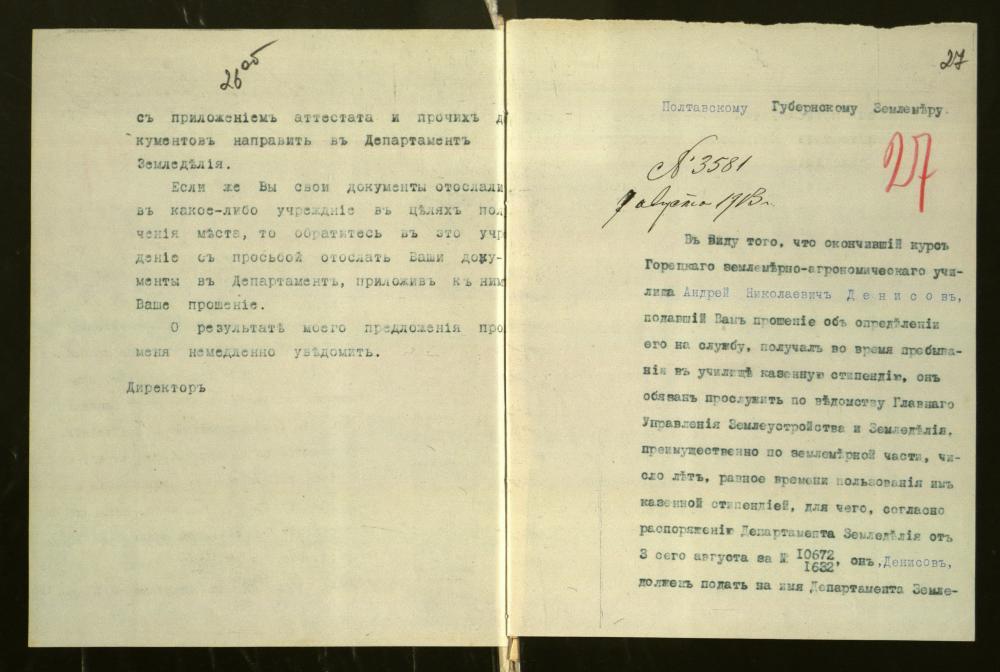 26 об
съ приложеніемъ аттестата и прочихъ д
кументовъ направить въ Департаментъ
Земледѣлія.
Если же Вы свои документы отослали
въ какое-либо учрежднie въ цѣляхъ пол
ченія мѣста, то обратитесь въ это учр
деніе съ просьбой отослать Ваши доку-
менты въ Департаментъ, приложивъ къ ним
Ваше прошеніе.
О результатѣ моего предложенія про
меня немедленно увѣдомить.
Директоръ
27
Полтавскому Губернскому Землемѣру.
27
№ 3581
9 августа 1913 г.
Въ Виду того, что окончившій курсъ
Горецкаго землемѣрно-агрономическаго учи-
лища Андрей Николаевичъ Денисовъ,
подавшій Вамъ прошеніе объ опредѣленіи
его на службу, получалъ во время пребыва-
нія въ училищѣ казенную стипендію, онъ
обязанъ прослужить по вѣдомству Главнаго
Управленія Землеустройства и Земледѣлія,
преимущественно по землемѣрной части, чи-
сло лѣтъ, равное времени пользованія имъ
казенной стипендіей, для чего, согласно
распоряженію Департамента Земледѣлія отъ
3 сего августа за № 10672/1632, онъ, Денисовъ,
долженъ подать на имя Департамента Земле-